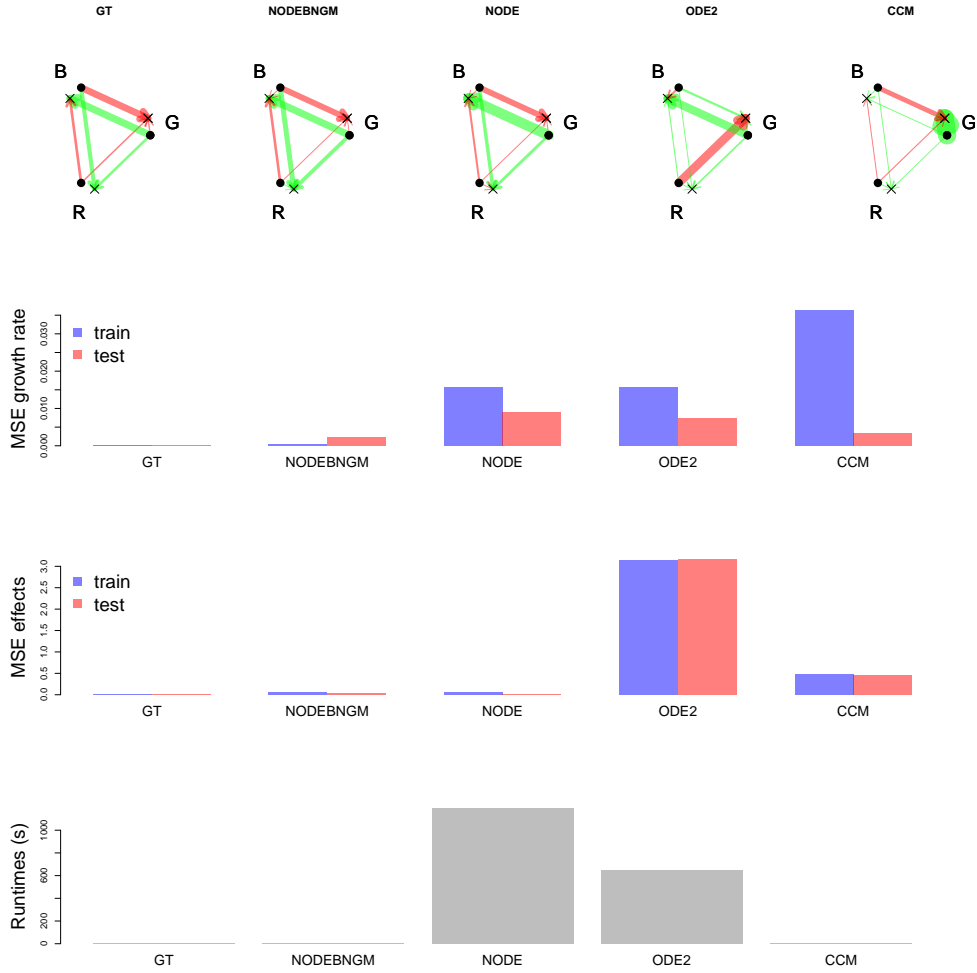 GT NODEBNGM NODE ODE2 CCM
B B B B B
G G G G G
R R R R R
MSE growth rate
0.000 0.010 0.020 0.030
train
test
GT NODEBNGM NODE ODE2 CCM
MSE effects
0.0 0.5 1.0 1.5 2.0 2.5 3.0
train
test
GT NODEBNGM NODE ODE2 CCM
Runtimes (s)
0 200 600 1000
GT NODEBNGM NODE ODE2 CCM